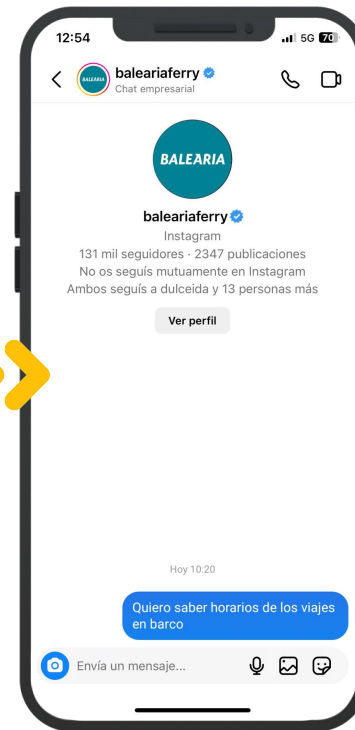 12:54
5G 70
baleariaferry
Chat empresarial
BALEARIA
BALEARIA
baleariaferry
Instagram
131 mil seguidores · 2347 publicaciones
No os seguís mutuamente en Instagram
Ambos seguís a dulceida y 13 personas más
Ver perfil
Hoy 10:20
Quiero saber horarios de los viajes
en barco
Envía un mensaje...